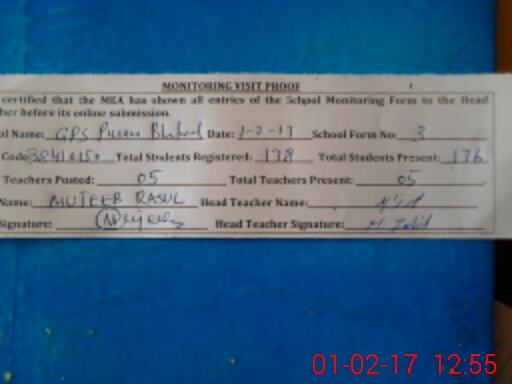 MONITORING VISIT PROOF
certified that the MEA has shown all entries of the School Monitoring Form to the Head
her before its online submission.
ol Name: GPS Date: 1-2-17 School Form No: 3
Code: 38410150 Total Students Registered: 178 Total Students Present: 176
Teachers Posted: 05 Total Teachers Present: 05
Name: MUTEEB RASUL Head Teacher Name:
Signature: Head Teacher Signature:
01-02-17 12:55